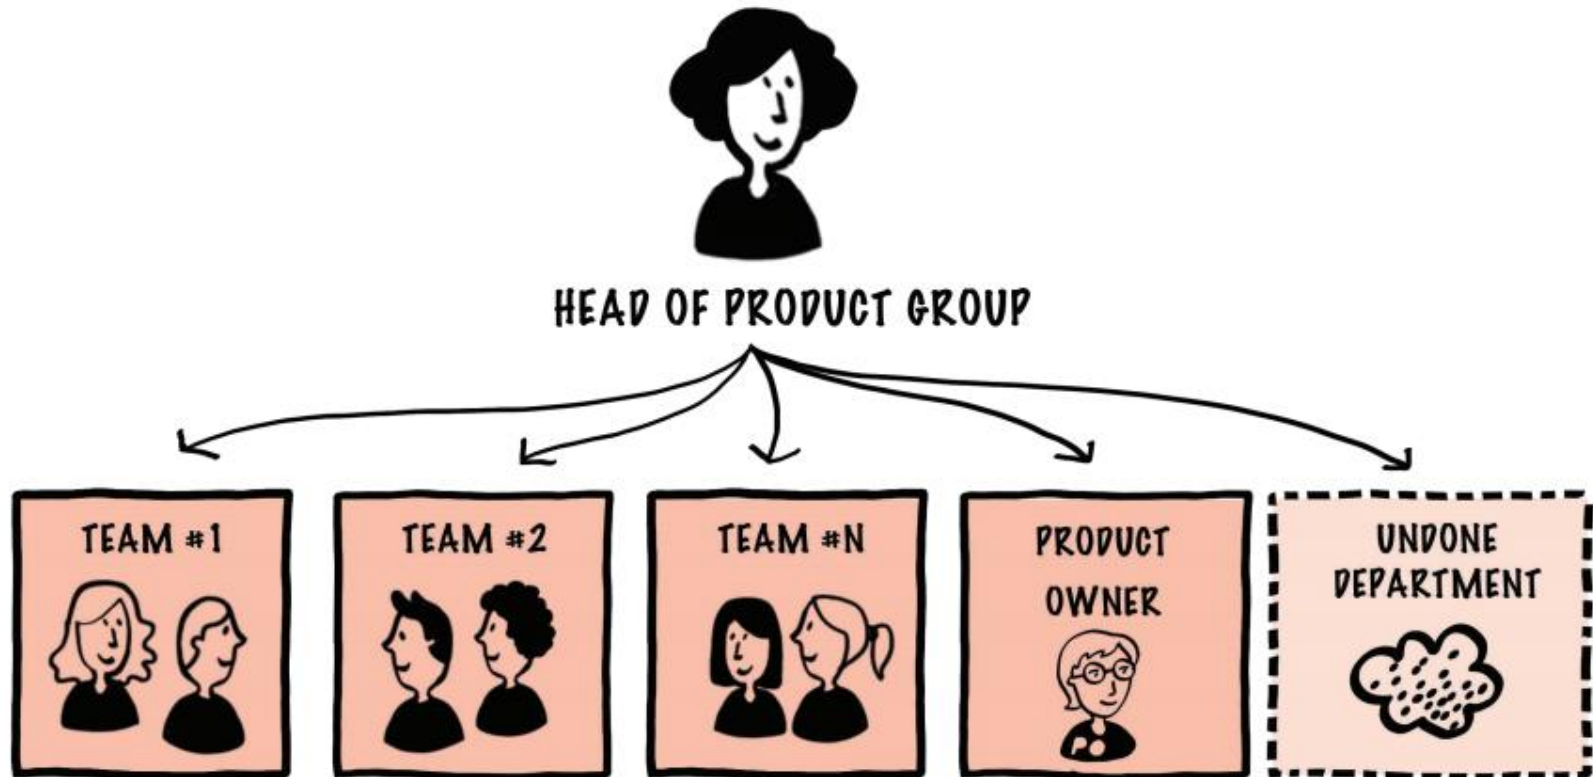 HEAD OF PRODUCT GROUP
TEAM #1
TEAM #2
TEAM #N
PRODUCT
OWNER
UNDONE
DEPARTMENT